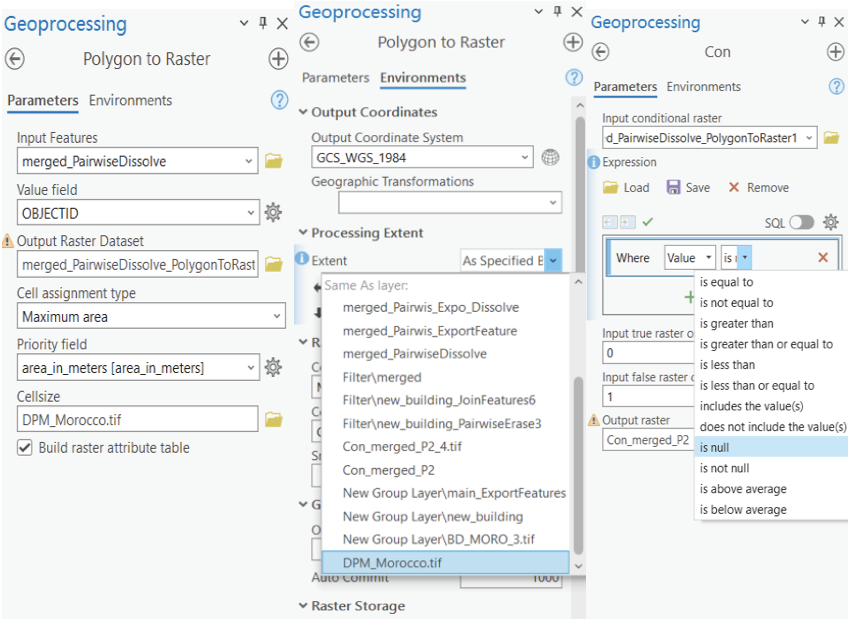 Geoprocessing
Polygon to Raster
Parameters Environments
Input Features
merged_PairwiseDissolve
Value field
OBJECTID
Output Raster Dataset
merged_PairwiseDissolve_PolygonToRast
Cell assignment type
Maximum area
Priority field
area_in_meters [area_in_meters]
Cellsize
DPM_Morocco.tif
Build raster attribute table
Geoprocessing
Polygon to Raster
Parameters Environments
Output Coordinates
Output Coordinate System
GCS_WGS_1984
Geographic Transformations
Processing Extent
Extent As Specified B
Same As layer:
merged_Pairwis_Expo_Dissolve
merged_Pairwis_ExportFeature
merged_PairwiseDissolve
Filter\merged
Filter\new_building_JoinFeatures6
Filter\new_building_PairwiseErase3
Con_merged_P2_4.tif
Con_merged_P2
New Group Layer\main_ExportFeatures
New Group Layer\new_building
New Group Layer\BD_MORO_3.tif
DPM_Morocco.tif
Auto Commit 1000
Raster Storage
Geoprocessing
Con
Parameters Environments
Input conditional raster
d_PairwiseDissolve_PolygonToRaster1
Expression
Load Save Remove
SQL
Where Value is
is equal to
is not equal to
is greater than
is greater than or equal to
is less than
is less than or equal to
includes the value(s)
does not include the value(s)
is null
is not null
is above average
is below average
Input true raster o
0
Input false raster
1
Output raster
Con_merged_P2